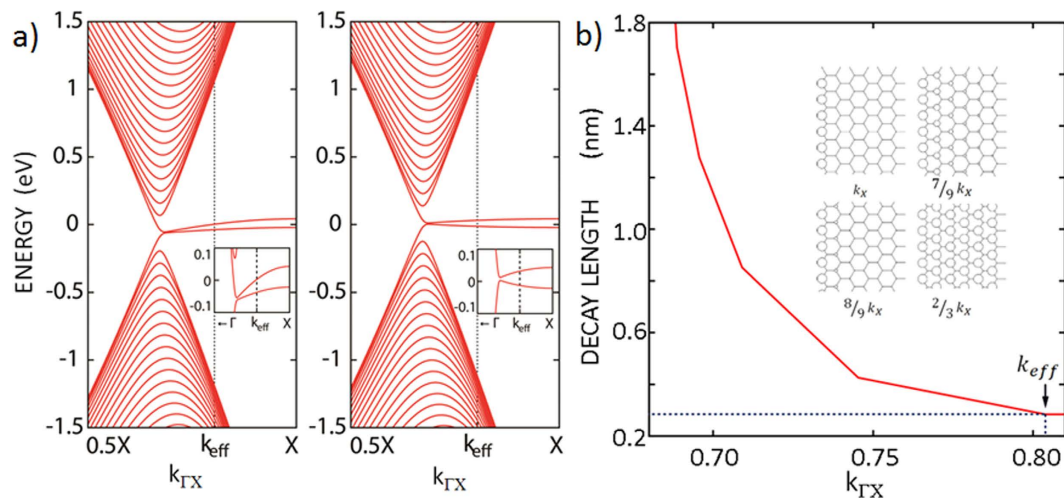 a)
1.5
1
0.5
0
-0.5
-1
-1.5
ENERGY (eV)
0.5X
k_eff
X
k_ΓX
0.1
0
-0.1
←Γ
k_eff
X
1.5
1
0.5
0
-0.5
-1
-1.5
0.5X
k_eff
X
k_ΓX
0.1
0
-0.1
←Γ
k_eff
X
b)
1.8
1.4
1.0
0.6
0.2
DECAY LENGTH (nm)
k_x
7/9 k_x
8/9 k_x
2/3 k_x
k_eff
0.70
0.75
0.80
k_ΓX